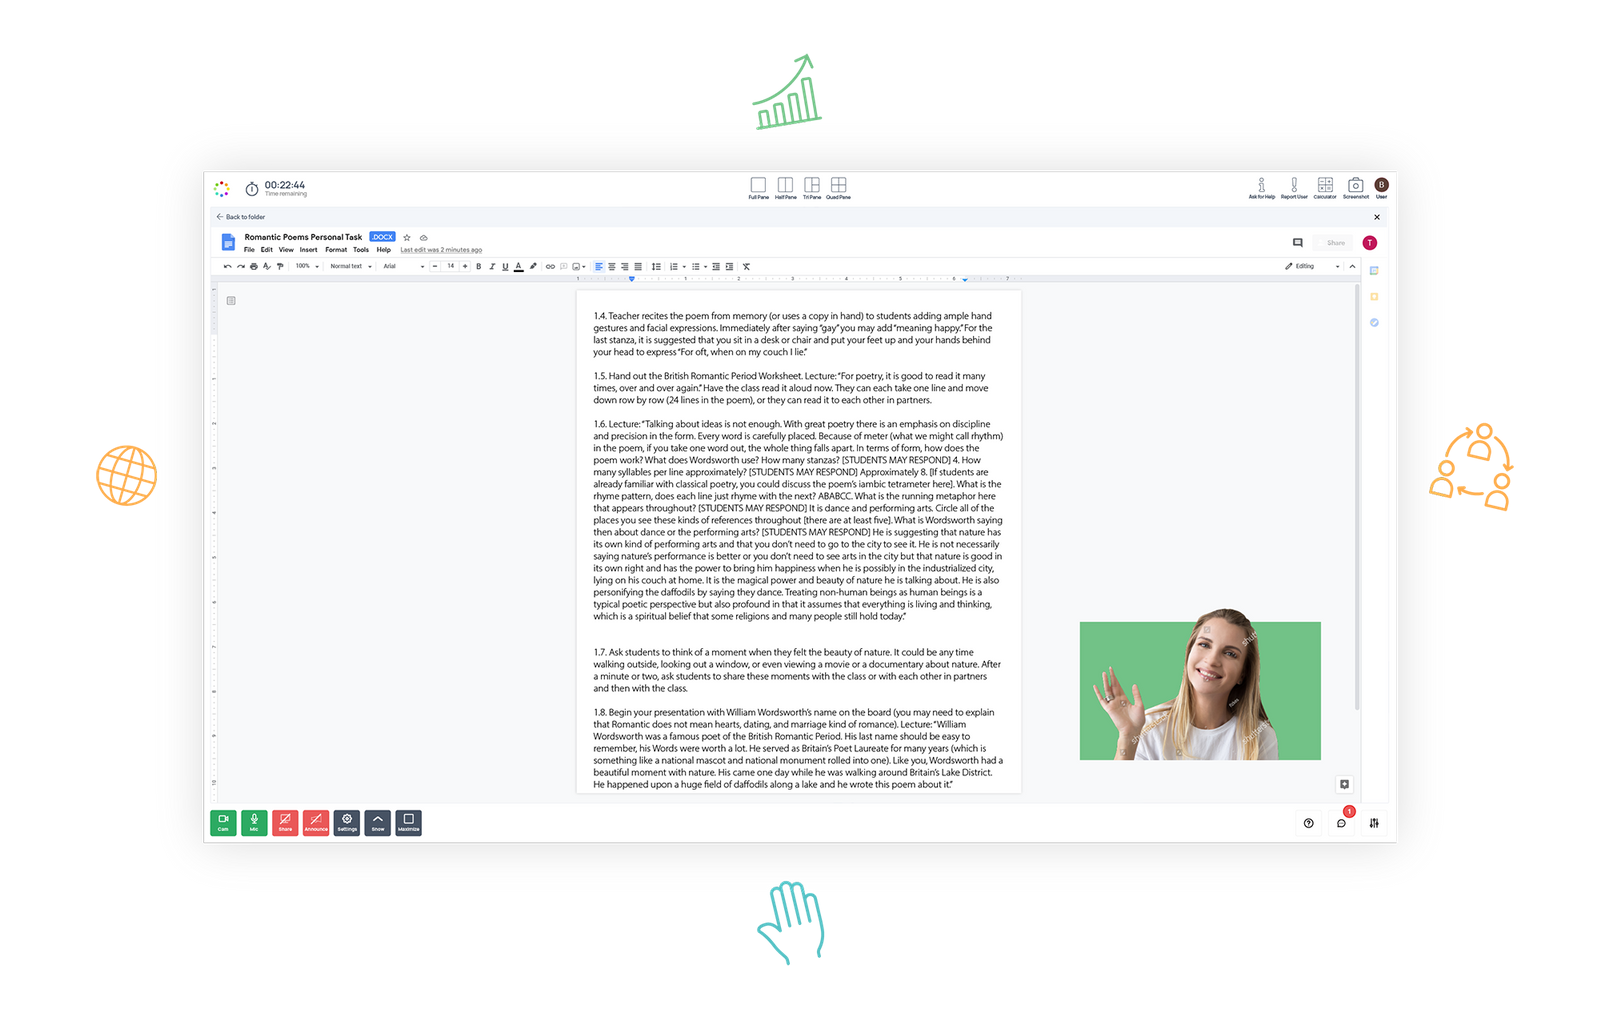 00:22:44
Time remaining
Full Pane Half Pane Tri Pane Quad Pane
Ask for Help Report User Calculator Screenshot User
B
Back to folder
Romantic Poems Personal Task .DOCX
File Edit View Insert Format Tools Help Last edit was 2 minutes ago
Share T
100% Normal text Arial 14 B I U A Editing
1.4. Teacher recites the poem from memory (or uses a copy in hand) to students adding ample hand
gestures and facial expressions. Immediately after saying “gay” you may add “meaning happy.” For the
last stanza, it is suggested that you sit in a desk or chair and put your feet up and your hands behind
your head to express “For oft, when on my couch I lie.”
1.5. Hand out the British Romantic Period Worksheet. Lecture: “For poetry, it is good to read it many
times, over and over again.” Have the class read it aloud now. They can each take one line and move
down row by row (24 lines in the poem), or they can read it to each other in partners.
1.6. Lecture: “Talking about ideas is not enough. With great poetry there is an emphasis on discipline
and precision in the form. Every word is carefully placed. Because of meter (what we might call rhythm)
in the poem, if you take one word out, the whole thing falls apart. In terms of form, how does the
poem work? What does Wordsworth use? How many stanzas? [STUDENTS MAY RESPOND] 4. How
many syllables per line approximately? [STUDENTS MAY RESPOND] Approximately 8. [If students are
already familiar with classical poetry, you could discuss the poem’s iambic tetrameter here]. What is the
rhyme pattern, does each line just rhyme with the next? ABABCC. What is the running metaphor here
that appears throughout? [STUDENTS MAY RESPOND] It is dance and performing arts. Circle all of the
places you see these kinds of references throughout [there are at least five]. What is Wordsworth saying
then about dance or the performing arts? [STUDENTS MAY RESPOND] He is suggesting that nature has
its own kind of performing arts and that you don’t need to go to the city to see it. He is not necessarily
saying nature’s performance is better or you don’t need to see arts in the city but that nature is good in
its own right and has the power to bring him happiness when he is possibly in the industrialized city,
lying on his couch at home. It is the magical power and beauty of nature he is talking about. He is also
personifying the daffodils by saying they dance. Treating non-human beings as human beings is a
typical poetic perspective but also profound in that it assumes that everything is living and thinking,
which is a spiritual belief that some religions and many people still hold today.”
1.7. Ask students to think of a moment when they felt the beauty of nature. It could be any time
walking outside, looking out a window, or even viewing a movie or a documentary about nature. After
a minute or two, ask students to share these moments with the class or with each other in partners
and then with the class.
1.8. Begin your presentation with William Wordsworth’s name on the board (you may need to explain
that Romantic does not mean hearts, dating, and marriage kind of romance). Lecture: “William
Wordsworth was a famous poet of the British Romantic Period. His last name should be easy to
remember, his Words were worth a lot. He served as Britain’s Poet Laureate for many years (which is
something like a national mascot and national monument rolled into one). Like you, Wordsworth had a
beautiful moment with nature. His came one day while he was walking around Britain’s Lake District.
He happened upon a huge field of daffodils along a lake and he wrote this poem about it.”
Cam Mic Share Announce Settings Show Maximize
1